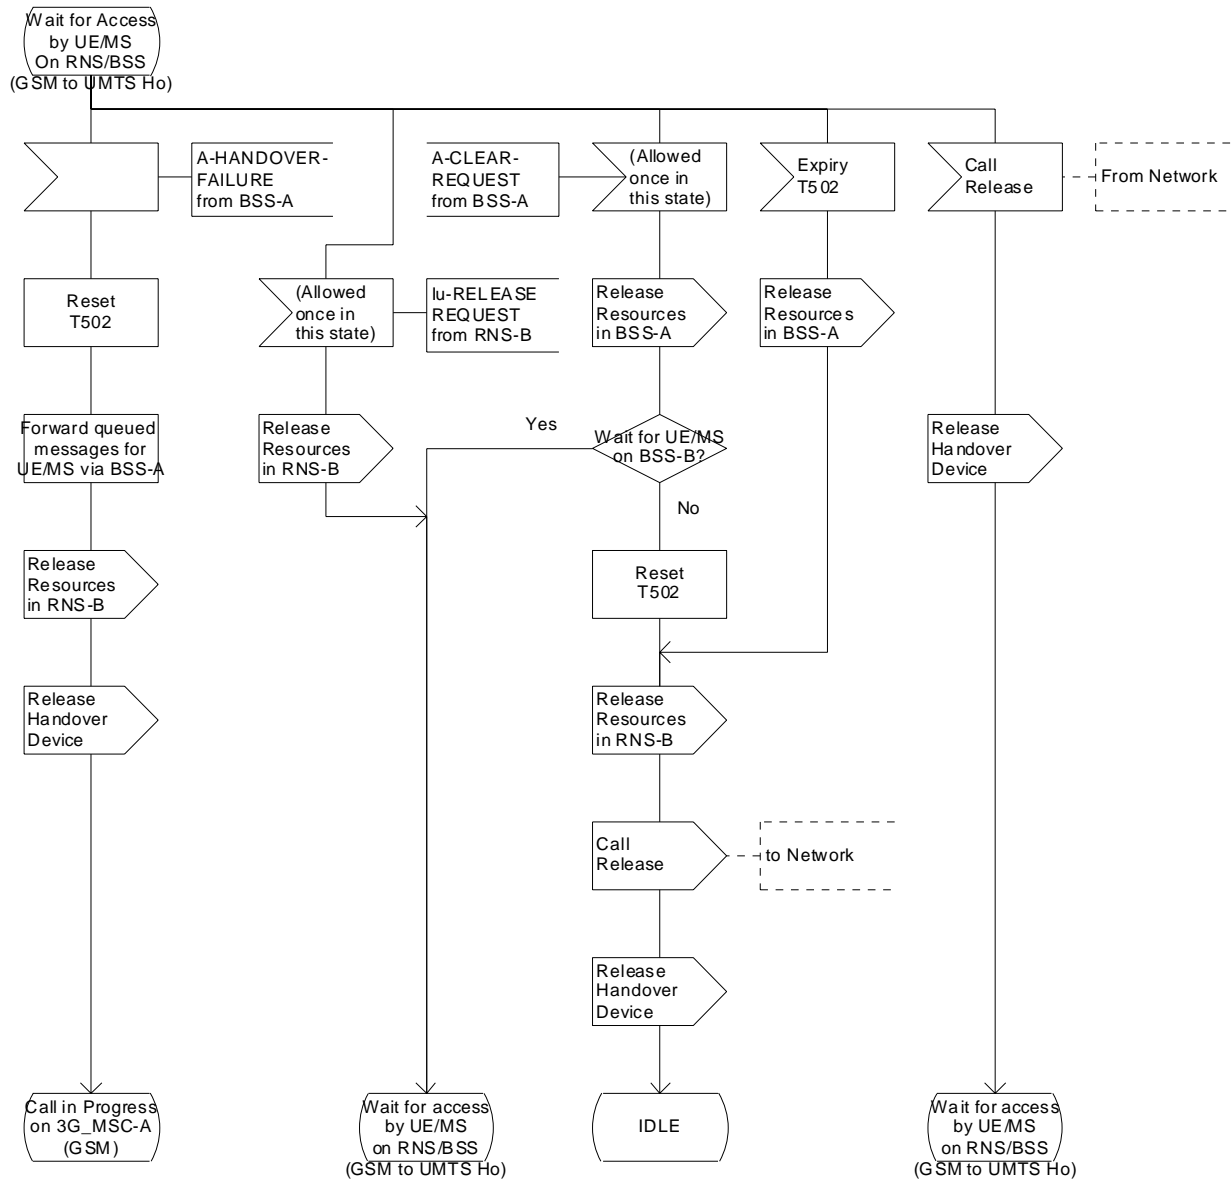 Wait for Access
by UE/MS
On RNS/BSS
(GSM to UMTS Ho)
A-HANDOVER-
FAILURE
from BSS-A
A-CLEAR-
REQUEST
from BSS-A
(Allowed
once in
this state)
Expiry
T502
Call
Release
From Network
Reset
T502
(Allowed
once in
this state)
Iu-RELEASE
REQUEST
from RNS-B
Release
Resources
in BSS-A
Release
Resources
in BSS-A
Forward queued
messages for
UE/MS via BSS-A
Release
Resources
in RNS-B
Yes
Wait for UE/MS
on BSS-B?
No
Release
Handover
Device
Release
Resources
in RNS-B
Reset
T502
Release
Handover
Device
Release
Resources
in RNS-B
Call
Release
to Network
Release
Handover
Device
Call in Progress
on 3G_MSC-A
(GSM)
Wait for access
by UE/MS
on RNS/BSS
(GSM to UMTS Ho)
IDLE
Wait for access
by UE/MS
on RNS/BSS
(GSM to UMTS Ho)